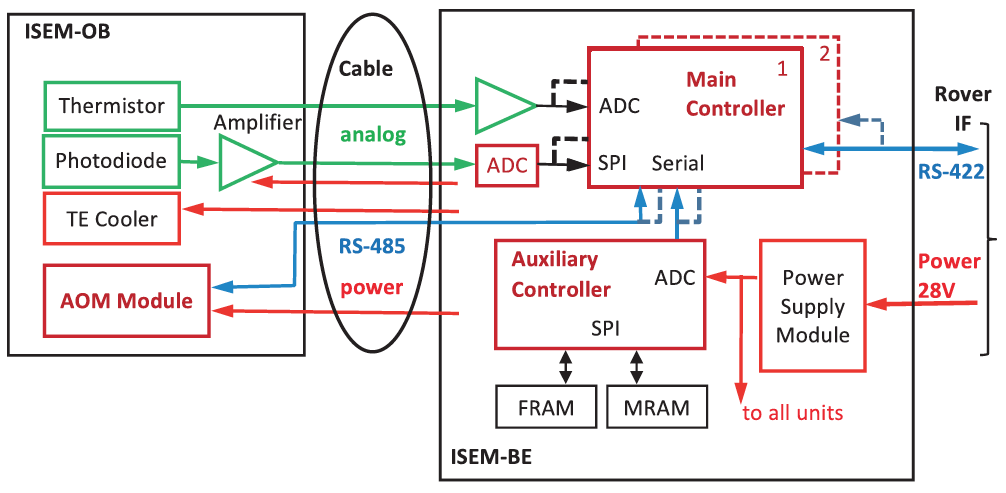 ISEM-OB
Thermistor
Photodiode
Amplifier
TE Cooler
AOM Module
Cable
analog
RS-485
power
ADC
ADC
SPI
Serial
Main
Controller
1
2
Auxiliary
Controller
ADC
SPI
FRAM
MRAM
Power
Supply
Module
to all units
ISEM-BE
Rover
IF
RS-422
Power
28V